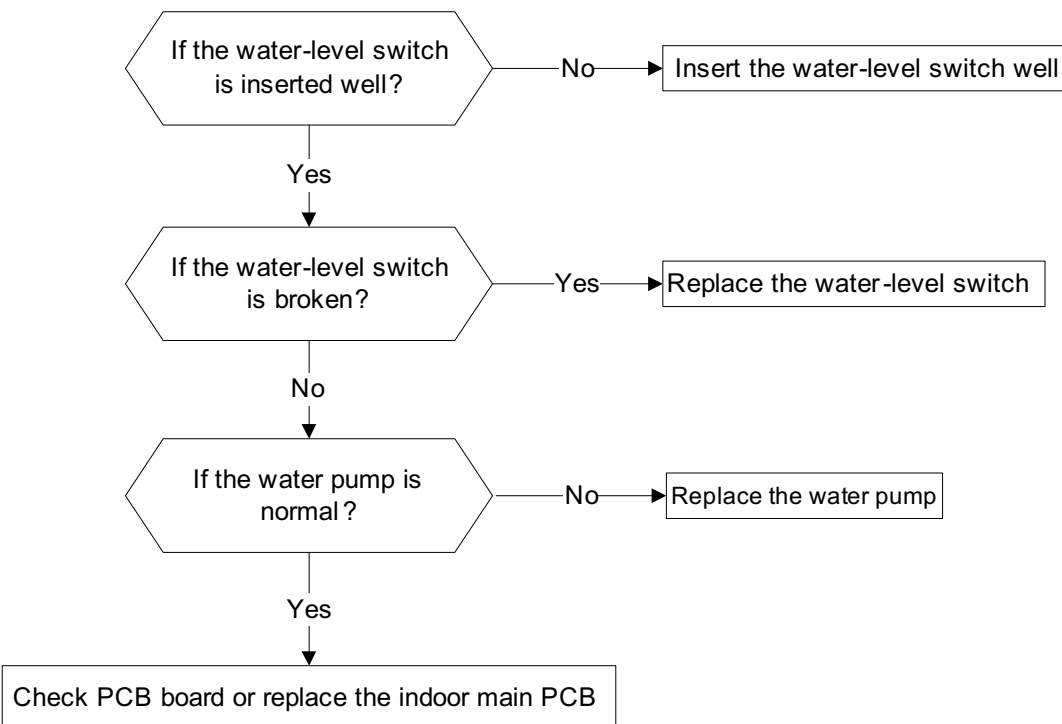 If the water-level switch
is inserted well?
No
Insert the water-level switch well
Yes
If the water-level switch
is broken?
Yes
Replace the water-level switch
No
If the water pump is
normal?
No
Replace the water pump
Yes
Check PCB board or replace the indoor main PCB